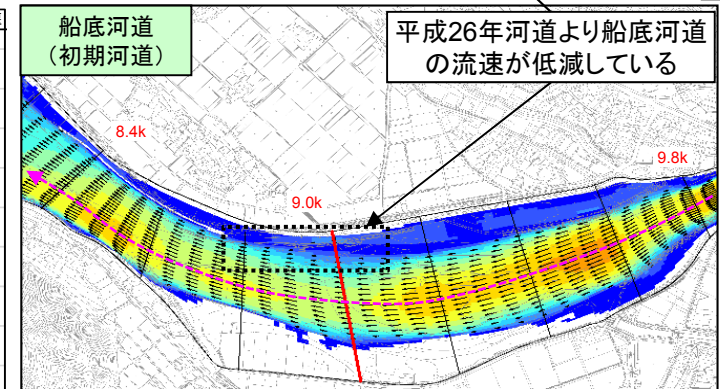 船底河道
（初期河道）
平成26年河道より船底河道
の流速が低減している
8.4k
9.0k
9.8k